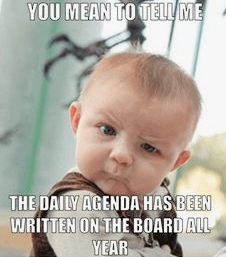 YOU MEAN TO TELL ME
THE DAILY AGENDA HAS BEEN
WRITTEN ON THE BOARD ALL
YEAR